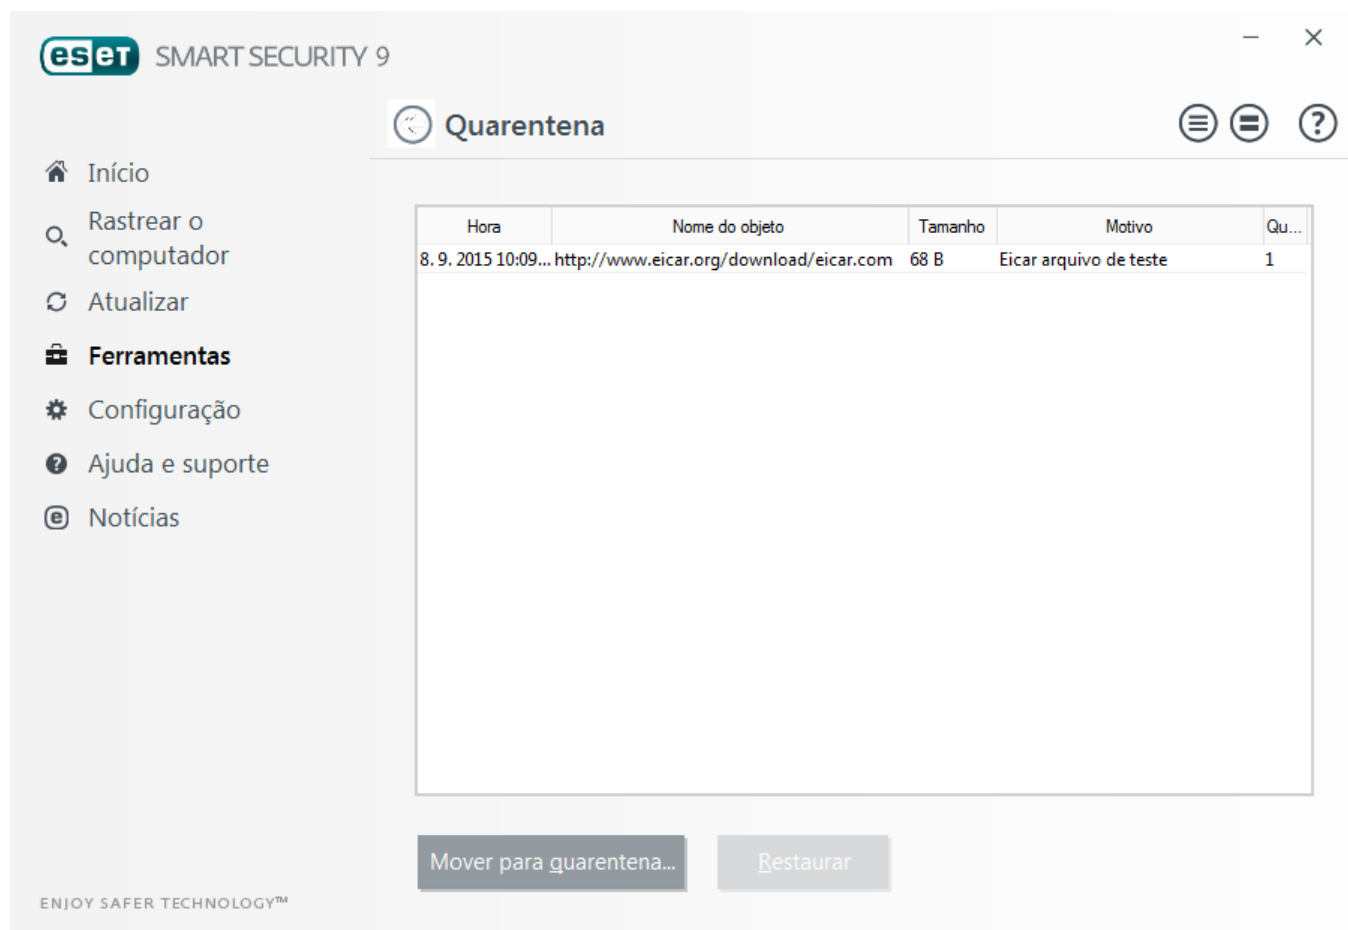 eset SMART SECURITY 9
Quarentena
?
Início
Rastrear o
computador
Atualizar
Ferramentas
Configuração
Ajuda e suporte
Notícias
Hora Nome do objeto Tamanho Motivo Qu...
8. 9. 2015 10:09... http://www.eicar.org/download/eicar.com 68 B Eicar arquivo de teste 1
Mover para quarentena... Restaurar
ENJOY SAFER TECHNOLOGY™